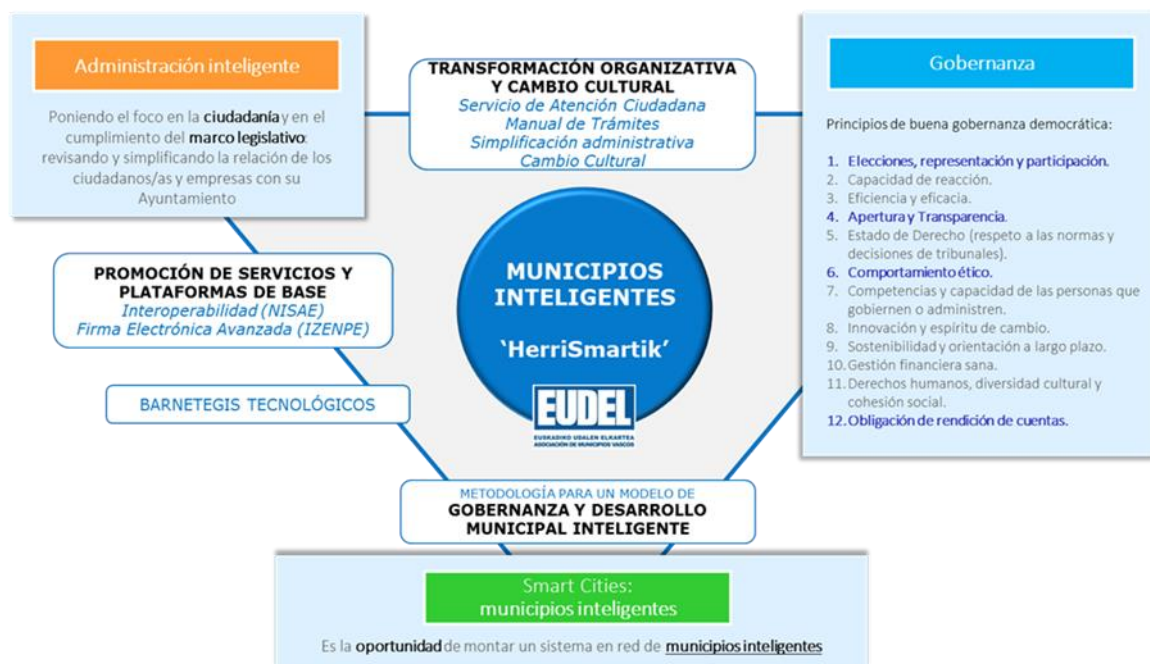 Administración inteligente
Poniendo el foco en la ciudadanía y en el
cumplimiento del marco legislativo:
revisando y simplificando la relación de los
ciudadanos/as y empresas con su
Ayuntamiento
TRANSFORMACIÓN ORGANIZATIVA
Y CAMBIO CULTURAL
Servicio de Atención Ciudadana
Manual de Trámites
Simplificación administrativa
Cambio Cultural
Gobernanza
Principios de buena gobernanza democrática:
1. Elecciones, representación y participación.
2. Capacidad de reacción.
3. Eficiencia y eficacia.
4. Apertura y Transparencia.
5. Estado de Derecho (respeto a las normas y
decisiones de tribunales).
6. Comportamiento ético.
7. Competencias y capacidad de las personas que
gobiernen o administren.
8. Innovación y espíritu de cambio.
9. Sostenibilidad y orientación a largo plazo.
10. Gestión financiera sana.
11. Derechos humanos, diversidad cultural y
cohesión social.
12. Obligación de rendición de cuentas.
PROMOCIÓN DE SERVICIOS Y
PLATAFORMAS DE BASE
Interoperabilidad (NISAE)
Firma Electrónica Avanzada (IZENPE)
MUNICIPIOS
INTELIGENTES
‘HerriSmartik’
EUDEL
EUSKADIKO UDALEN ELKARTEA
ASOCIACIÓN DE MUNICIPIOS VASCOS
BARNETEGIS TECNOLÓGICOS
METODOLOGÍA PARA UN MODELO DE
GOBERNANZA Y DESARROLLO
MUNICIPAL INTELIGENTE
Smart Cities:
municipios inteligentes
Es la oportunidad de montar un sistema en red de municipios inteligentes